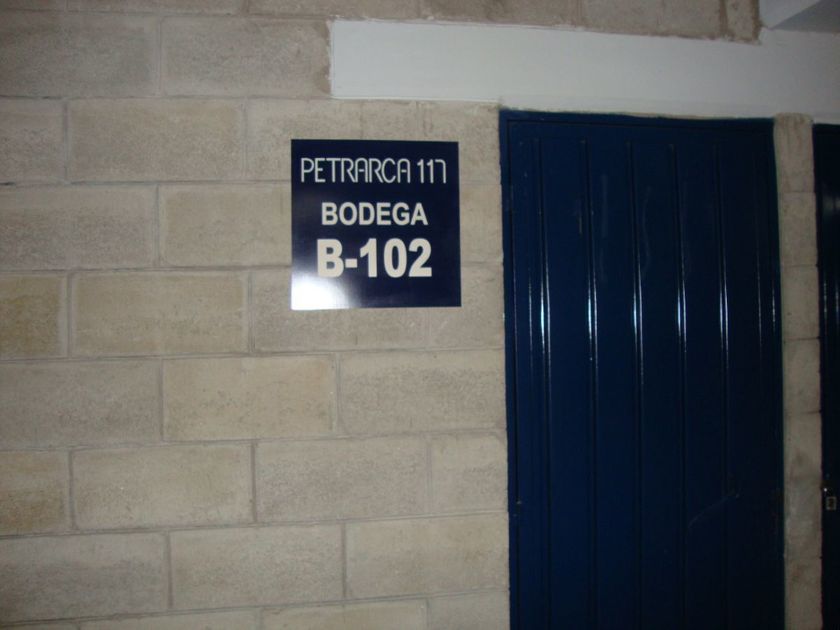 PETRARCA 117
BODEGA
B-102